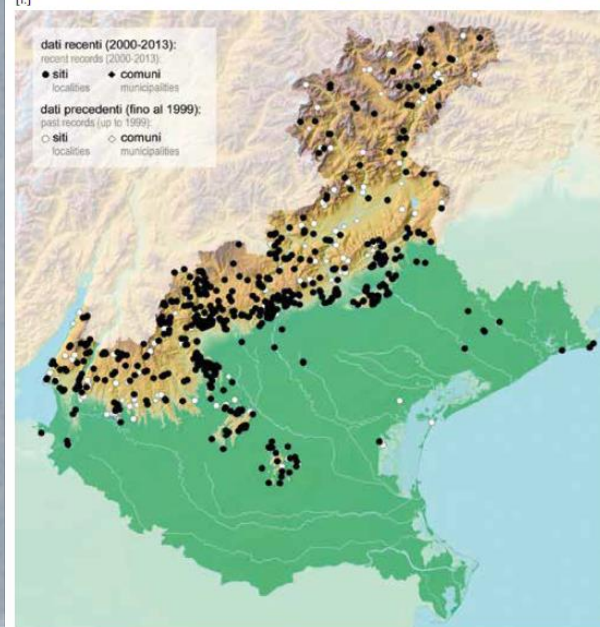 dati recenti (2000-2013):
recent records (2000-2013):
siti comuni
localities municipalities
dati precedenti (fino al 1999):
past records (up to 1999):
siti comuni
localities municipalities